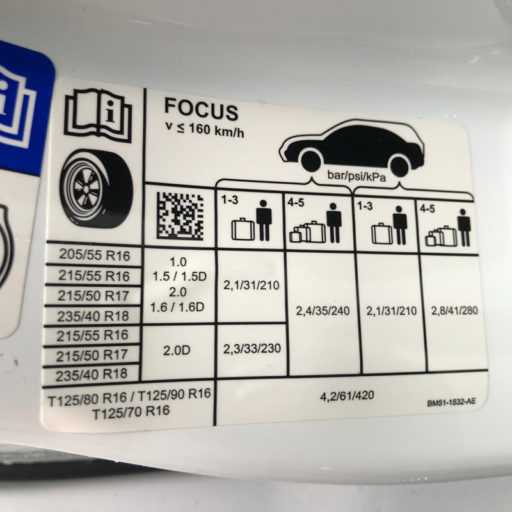 FOCUS
v ≤ 160 km/h
bar/psi/kPa
1-3
4-5
1-3
4-5
205/55 R16
215/55 R16
215/50 R17
235/40 R18
1.0
1.5 / 1.5D
2.0
1.6 / 1.6D
2,1/31/210
2,4/35/240
2,1/31/210
2,8/41/280
215/55 R16
215/50 R17
235/40 R18
2.0D
2,3/33/230
T125/80 R16 / T125/90 R16
T125/70 R16
4,2/61/420
BM51-1532-AE